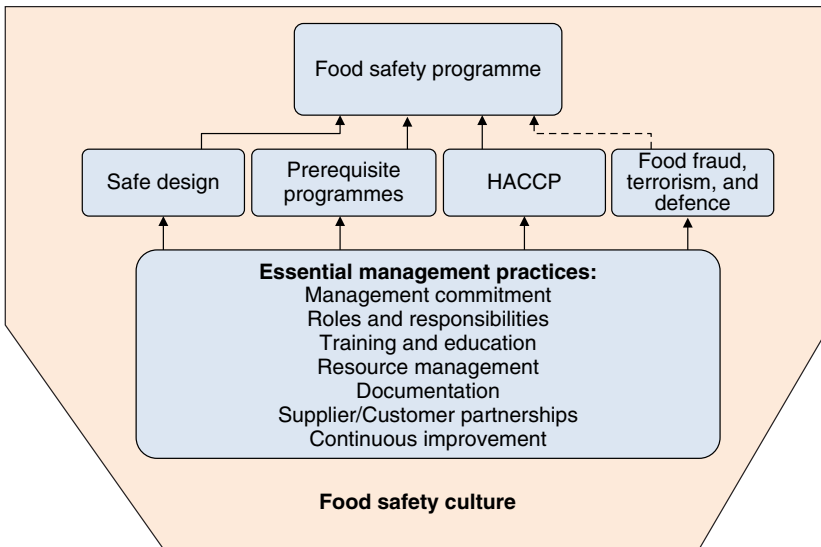 Food safety programme
Safe design
Prerequisite
programmes
HACCP
Food fraud,
terrorism, and
defence
Essential management practices:
Management commitment
Roles and responsibilities
Training and education
Resource management
Documentation
Supplier/Customer partnerships
Continuous improvement
Food safety culture